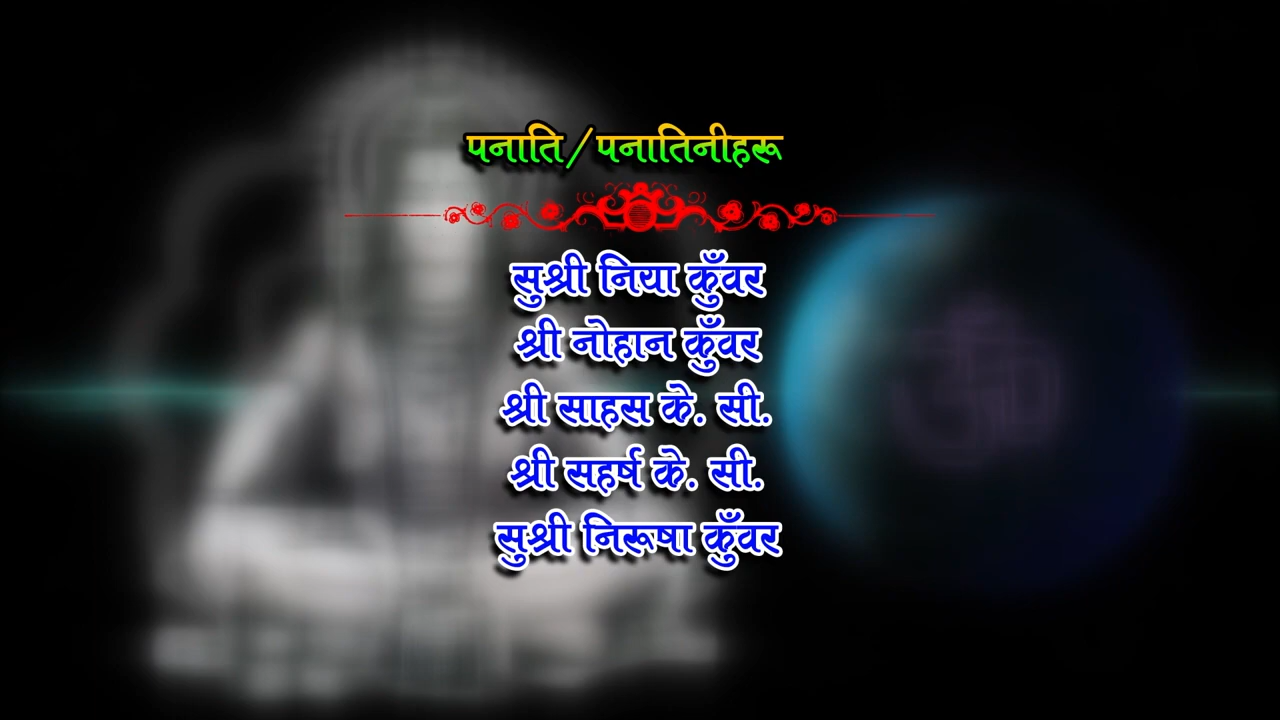 पनाति/पनातिनीहरू
सुश्री निया कुँवर
श्री नोहान कुँवर
श्री साहस के. सी.
श्री सहर्ष के. सी.
सुश्री निरूषा कुँवर